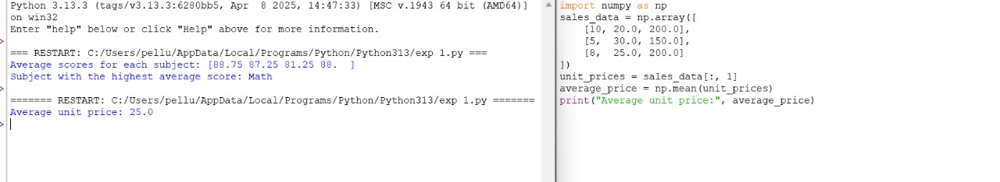 Python 3.13.3 (tags/v3.13.3:6280bb5, Apr  8 2025, 14:47:33) [MSC v.1943 64 bit (AMD64)]
on win32
Enter "help" below or click "Help" above for more information.
>
=== RESTART: C:/Users/pellu/AppData/Local/Programs/Python/Python313/exp 1.py ===
Average scores for each subject: [88.75 87.25 81.25 88.  ]
Subject with the highest average score: Math
>
======= RESTART: C:/Users/pellu/AppData/Local/Programs/Python/Python313/exp 1.py =======
Average unit price: 25.0
>
import numpy as np
sales_data = np.array([
    [10, 20.0, 200.0],
    [5,  30.0, 150.0],
    [8,  25.0, 200.0]
])
unit_prices = sales_data[:, 1]
average_price = np.mean(unit_prices)
print("Average unit price:", average_price)